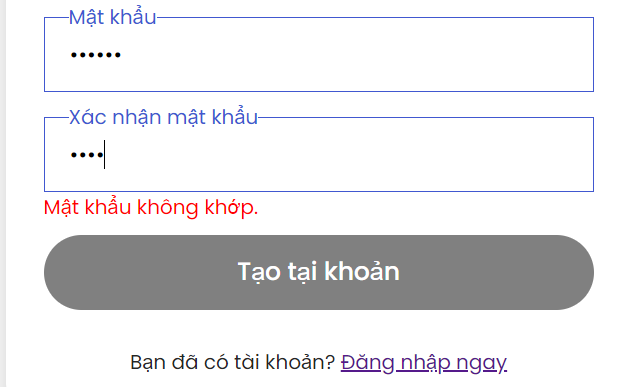 Mật khẩu
••••••
Xác nhận mật khẩu
••••
Mật khẩu không khớp.
Tạo tại khoản
Bạn đã có tài khoản? Đăng nhập ngay